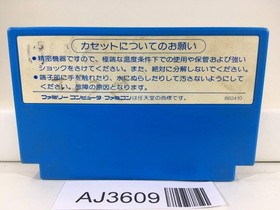 カセットについてのお願い
●精密機器ですので、極端な温度条件下での使用や保管および強い
ショックをさけてください。また、絶対に分解しないでください。
●端子部に手を触れたり、水にぬらしたり汚さないようにして
ください。故障の原因となります。
ファミリーコンピュータ・ファミコンは任天堂の商標です。
AJ3609